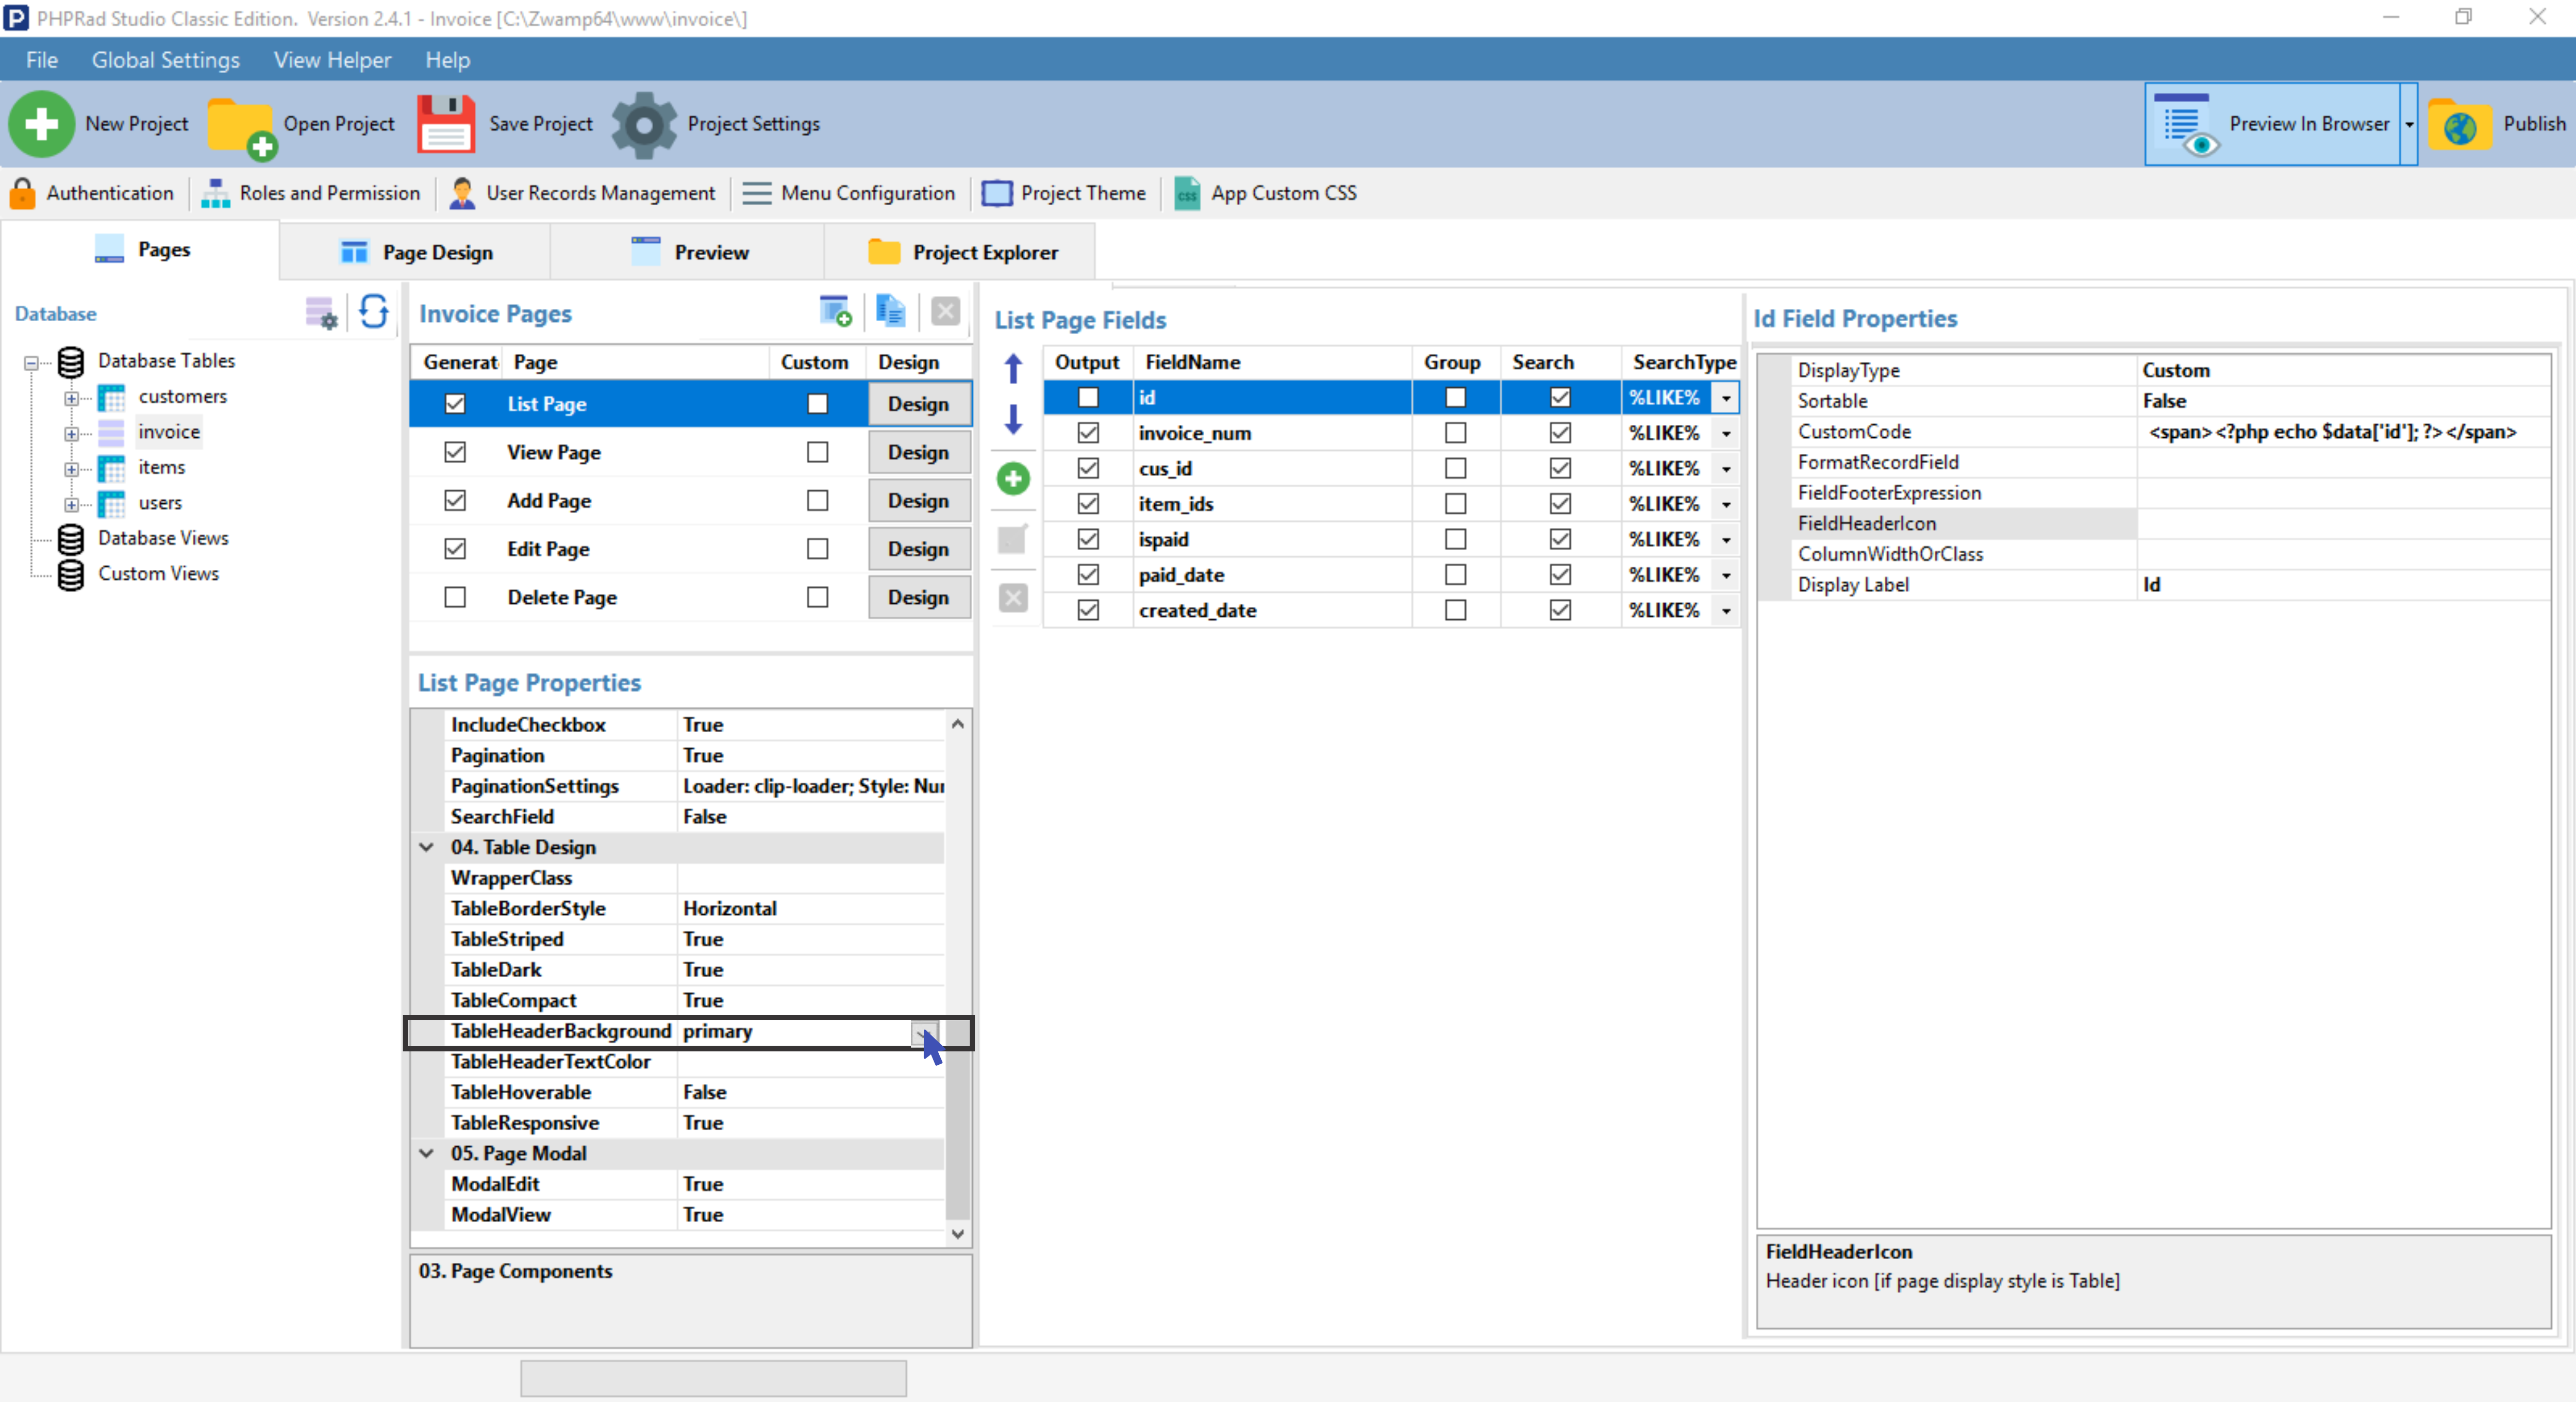 PHPRad Studio Classic Edition. Version 2.4.1 - Invoice [C:\Zwamp64\www\invoice\]
File Global Settings View Helper Help
New Project Open Project Save Project Project Settings Preview In Browser Publish
Authentication Roles and Permission User Records Management Menu Configuration Project Theme App Custom CSS
Pages Page Design Preview Project Explorer
Database
Database Tables
customers
invoice
items
users
Database Views
Custom Views
Invoice Pages
Generat Page Custom Design
List Page Design
View Page Design
Add Page Design
Edit Page Design
Delete Page Design
List Page Properties
IncludeCheckbox True
Pagination True
PaginationSettings Loader: clip-loader; Style: Nur
SearchField False
04. Table Design
WrapperClass
TableBorderStyle Horizontal
TableStriped True
TableDark True
TableCompact True
TableHeaderBackground primary
TableHeaderTextColor
TableHoverable False
TableResponsive True
05. Page Modal
ModalEdit True
ModalView True
03. Page Components
List Page Fields
Output FieldName Group Search SearchType
id %LIKE%
invoice_num %LIKE%
cus_id %LIKE%
item_ids %LIKE%
ispaid %LIKE%
paid_date %LIKE%
created_date %LIKE%
Id Field Properties
DisplayType Custom
Sortable False
CustomCode <span><?php echo $data['id']; ?></span>
FormatRecordField
FieldFooterExpression
FieldHeaderIcon
ColumnWidthOrClass
Display Label Id
FieldHeaderIcon
Header icon [if page display style is Table]